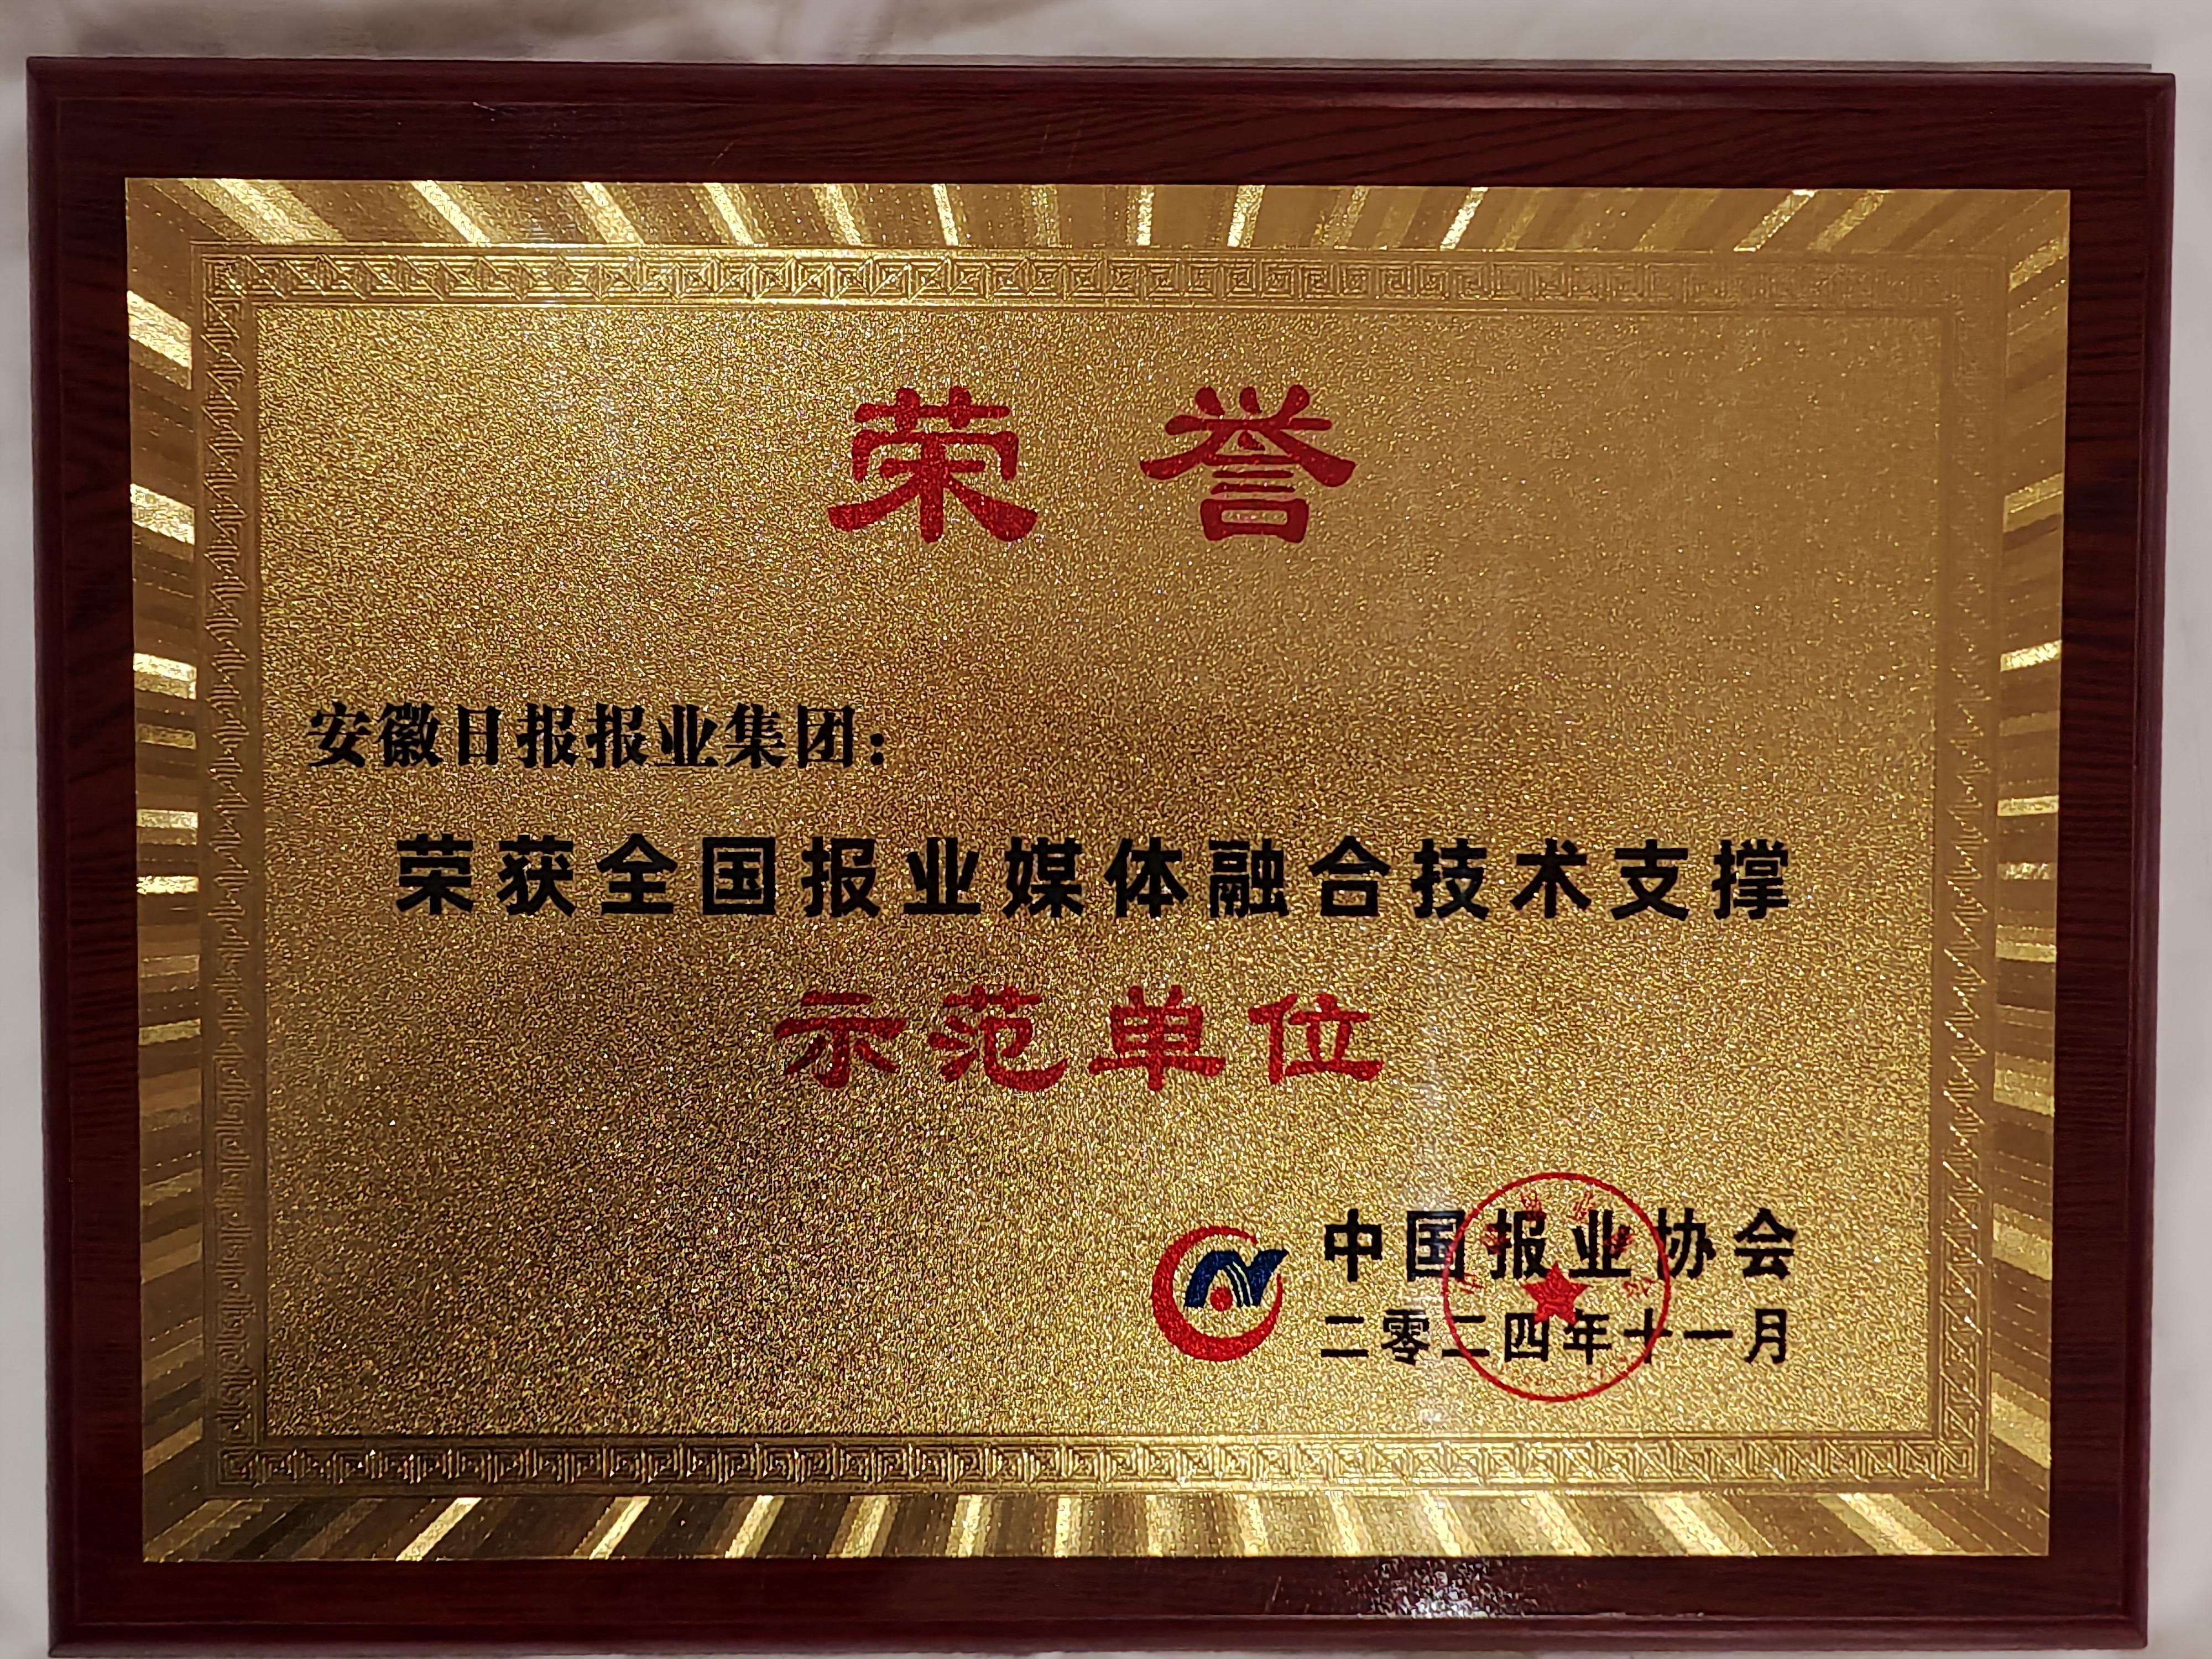 荣誉
安徽日报报业集团：
荣获全国报业媒体融合技术支撑
示范单位
中国报业协会
二零二四年十一月